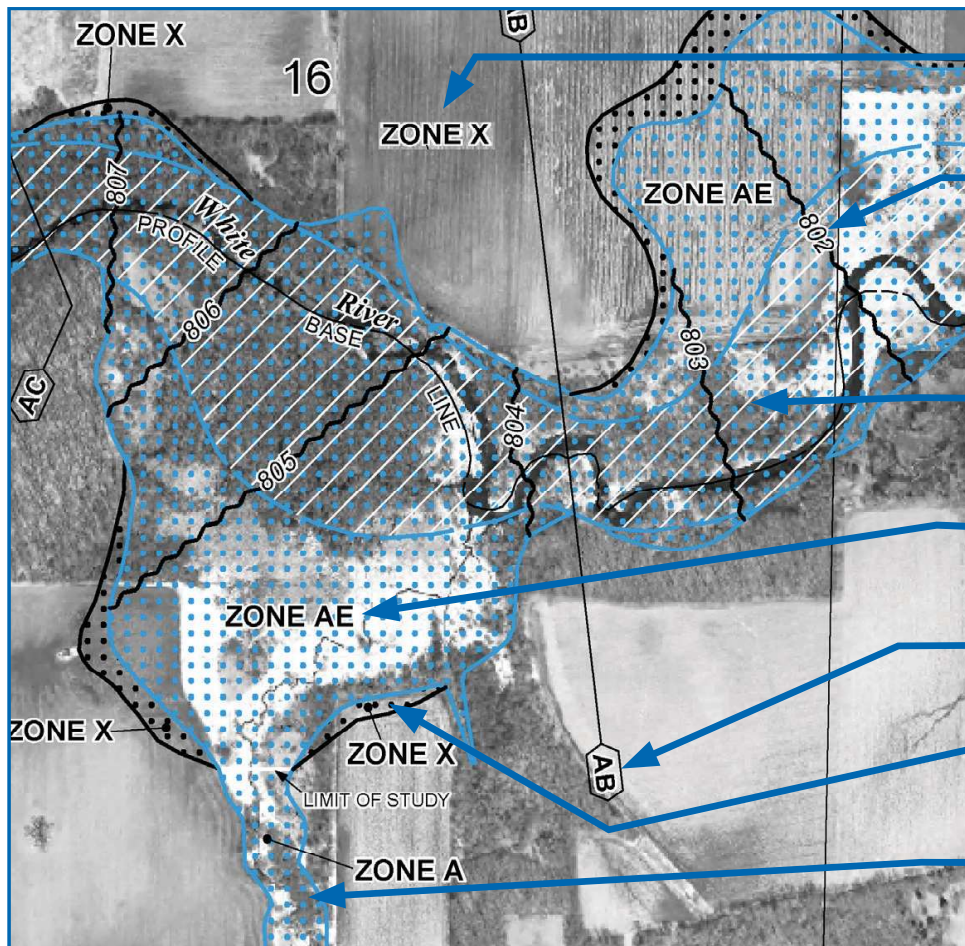 ZONE X
AB
16
ZONE X
ZONE AE
807
White
PROFILE
802
806
River
BASE
803
AC
LINE
804
805
ZONE AE
ZONE X
ZONE X
AB
LIMIT OF STUDY
ZONE A